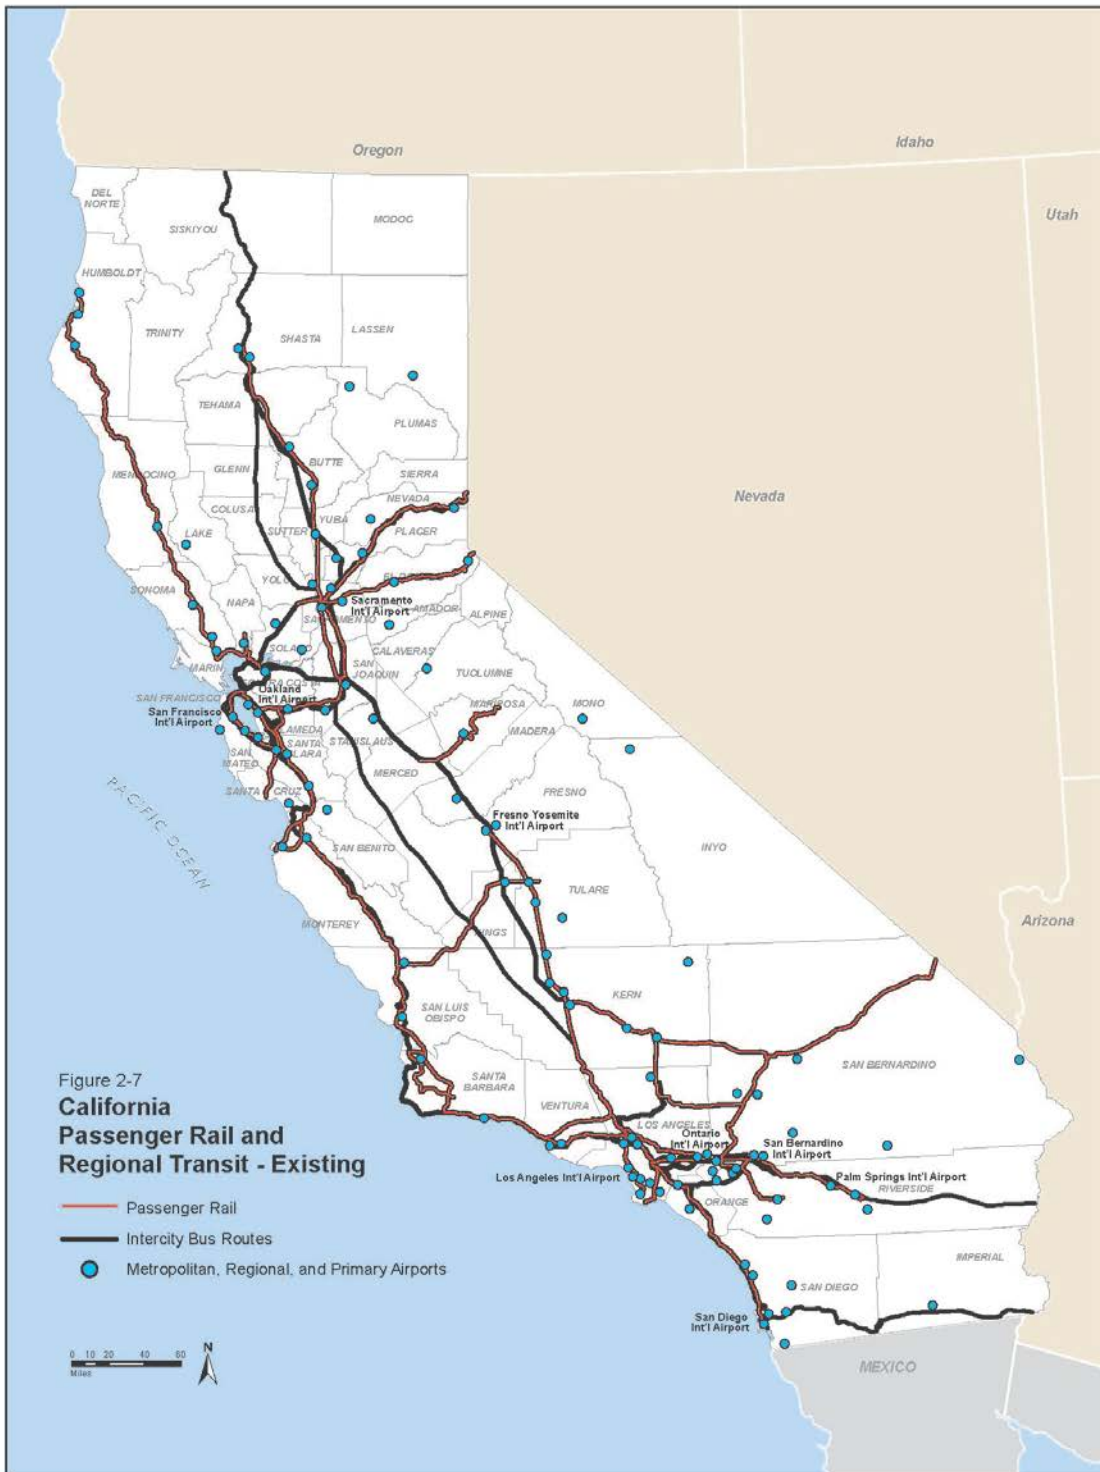 Oregon
Idaho
Utah
DEL
NORTE
SISKIYOU
MODOC
HUMBOLDT
TRINITY
SHASTA
LASSEN
TEHAMA
PLUMAS
MENDOCINO
GLENN
BUTTE
SIERRA
Nevada
NEVADA
COLUSA
LAKE
SUTTER
YUBA
PLACER
SONOMA
NAPA
YOLO
Sacramento
Int'l Airport
AMADOR
ALPINE
SOLANO
CALAVERAS
MARIN
SAN
JOAQUIN
TUOLUMNE
SAN FRANCISCO
Oakland
Int'l Airport
San Francisco
Int'l Airport
MARIPOSA
MONO
STANISLAUS
MADERA
SAN
MATEO
SANTA
MERCED
SANTA CRUZ
FRESNO
Fresno Yosemite
Int'l Airport
PACIFIC OCEAN
SAN BENITO
INYO
TULARE
MONTEREY
KINGS
Arizona
KERN
SAN LUIS
OBISPO
SAN BERNARDINO
SANTA
BARBARA
VENTURA
LOS ANGELES
Ontario
Int'l Airport
San Bernardino
Int'l Airport
Los Angeles Int'l Airport
Palm Springs Int'l Airport
RIVERSIDE
ORANGE
IMPERIAL
SAN DIEGO
San Diego
Int'l Airport
MEXICO
Figure 2-7
California
Passenger Rail and
Regional Transit - Existing
Passenger Rail
Intercity Bus Routes
Metropolitan, Regional, and Primary Airports
0 10 20 40 60
Miles
N